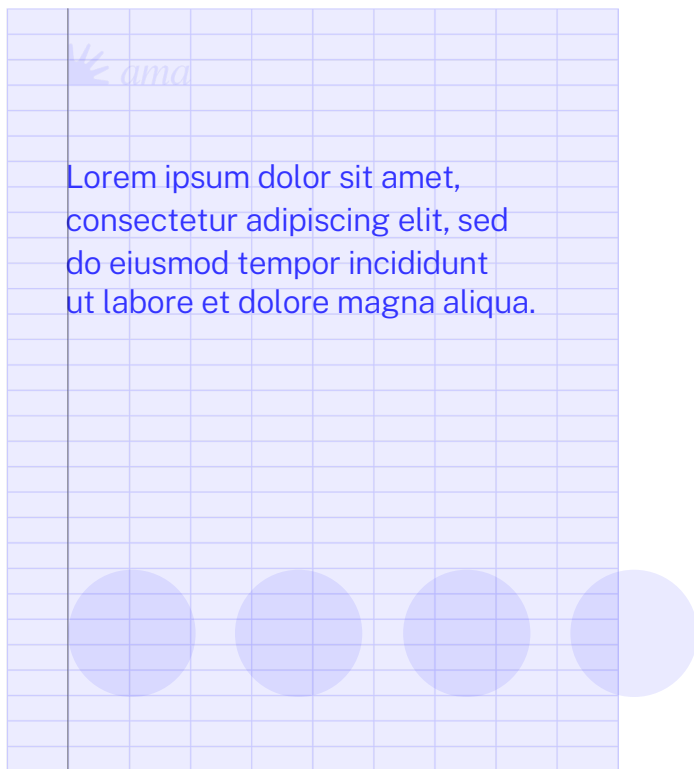 ama
Lorem ipsum dolor sit amet,
consectetur adipiscing elit, sed
do eiusmod tempor incididunt
ut labore et dolore magna aliqua.